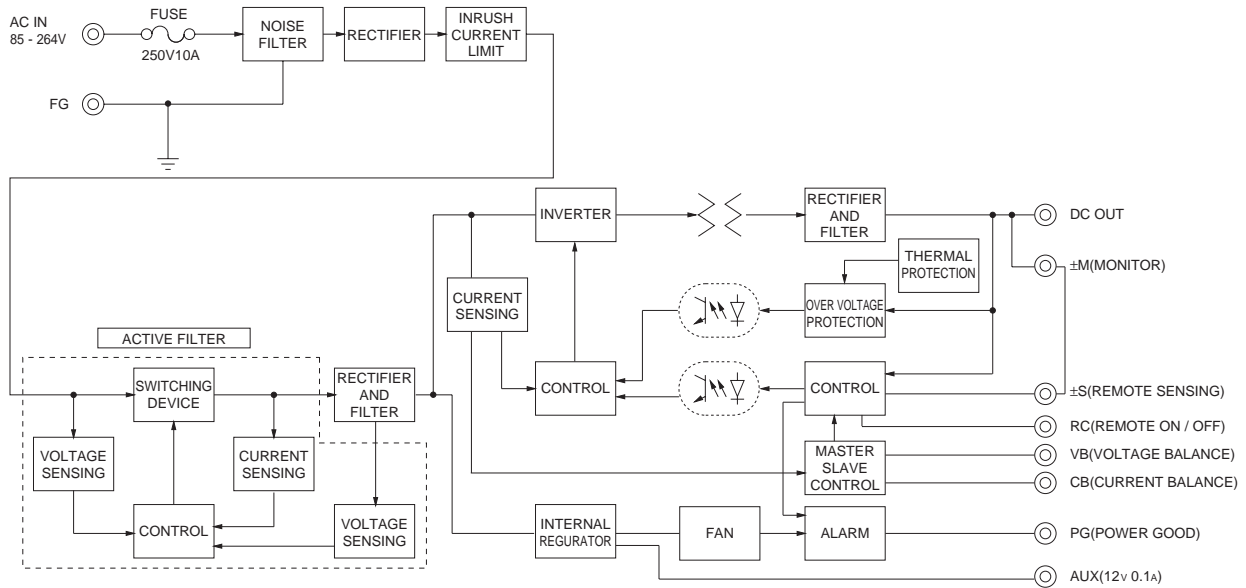 AC IN
85 - 264V
FUSE
250V10A
NOISE
FILTER
RECTIFIER
INRUSH
CURRENT
LIMIT
FG
INVERTER
RECTIFIER
AND
FILTER
DC OUT
THERMAL
PROTECTION
±M(MONITOR)
CURRENT
SENSING
OVER VOLTAGE
PROTECTION
ACTIVE FILTER
SWITCHING
DEVICE
RECTIFIER
AND
FILTER
CONTROL
CONTROL
±S(REMOTE SENSING)
RC(REMOTE ON / OFF)
VOLTAGE
SENSING
CURRENT
SENSING
MASTER
SLAVE
CONTROL
VB(VOLTAGE BALANCE)
CB(CURRENT BALANCE)
CONTROL
VOLTAGE
SENSING
INTERNAL
REGURATOR
FAN
ALARM
PG(POWER GOOD)
AUX(12V 0.1A)